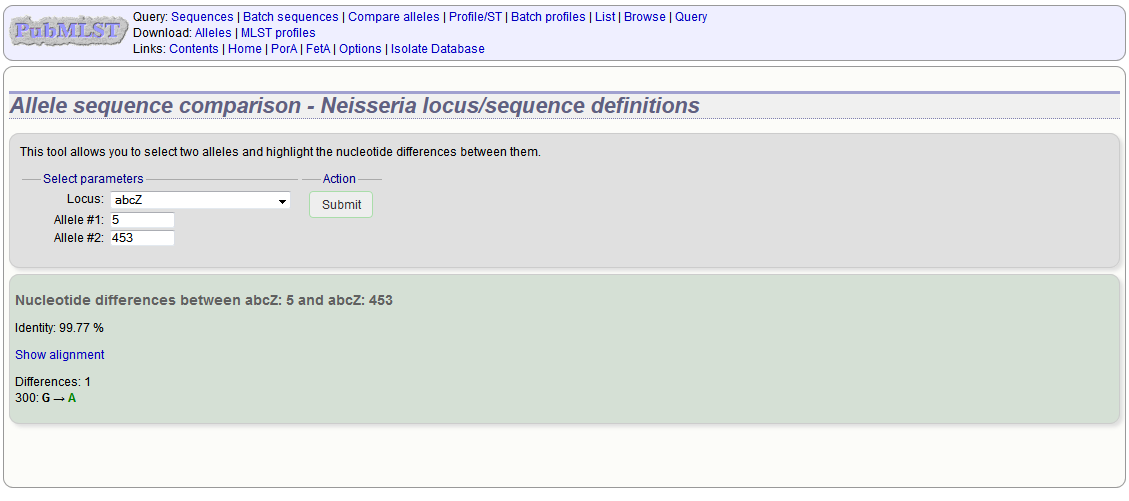 PubMLST
Query: Sequences | Batch sequences | Compare alleles | Profile/ST | Batch profiles | List | Browse | Query
Download: Alleles | MLST profiles
Links: Contents | Home | PorA | FetA | Options | Isolate Database
Allele sequence comparison - Neisseria locus/sequence definitions
This tool allows you to select two alleles and highlight the nucleotide differences between them.
Select parameters Action
Locus: abcZ Submit
Allele #1: 5
Allele #2: 453
Nucleotide differences between abcZ: 5 and abcZ: 453
Identity: 99.77 %
Show alignment
Differences: 1
300: G → A